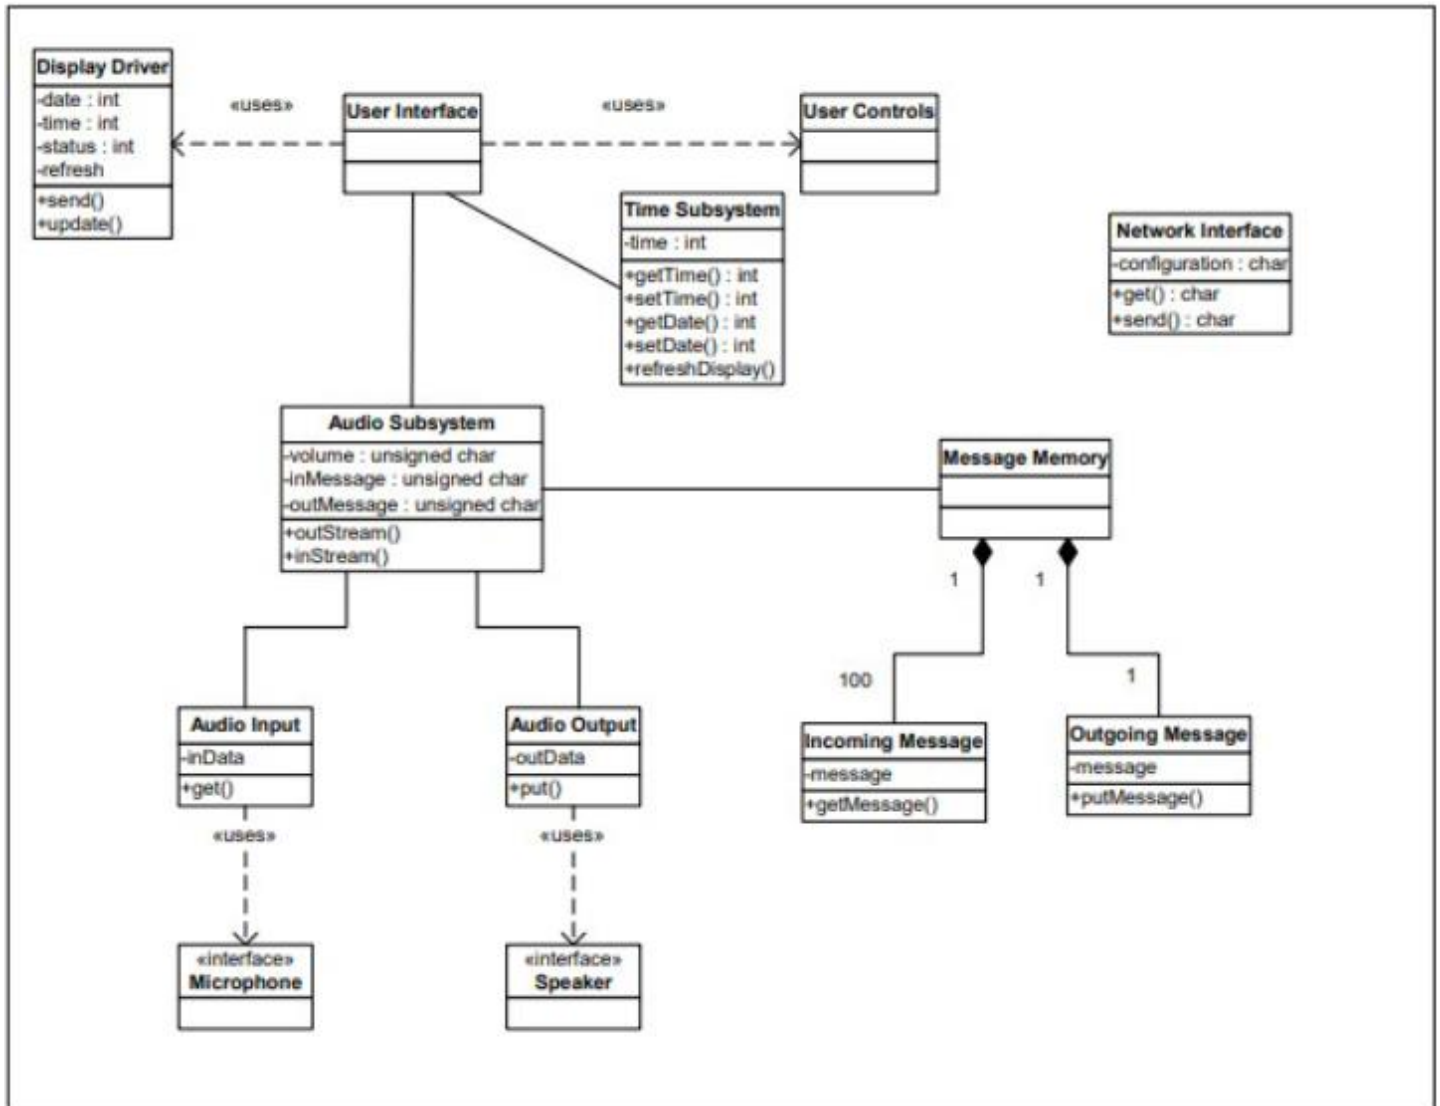 Display Driver
-date : int
-time : int
-status : int
-refresh
+send()
+update()
«uses»
User Interface
«uses»
User Controls
Time Subsystem
-time : int
+getTime() : int
+setTime() : int
+getDate() : int
+setDate() : int
+refreshDisplay()
Network Interface
-configuration : char
+get() : char
+send() : char
Audio Subsystem
-volume : unsigned char
-inMessage : unsigned char
-outMessage : unsigned char
+outStream()
+inStream()
Message Memory
1
1
100
1
Audio Input
-inData
+get()
Audio Output
-outData
+put()
Incoming Message
-message
+getMessage()
Outgoing Message
-message
+putMessage()
«uses»
«uses»
«interface»
Microphone
«interface»
Speaker